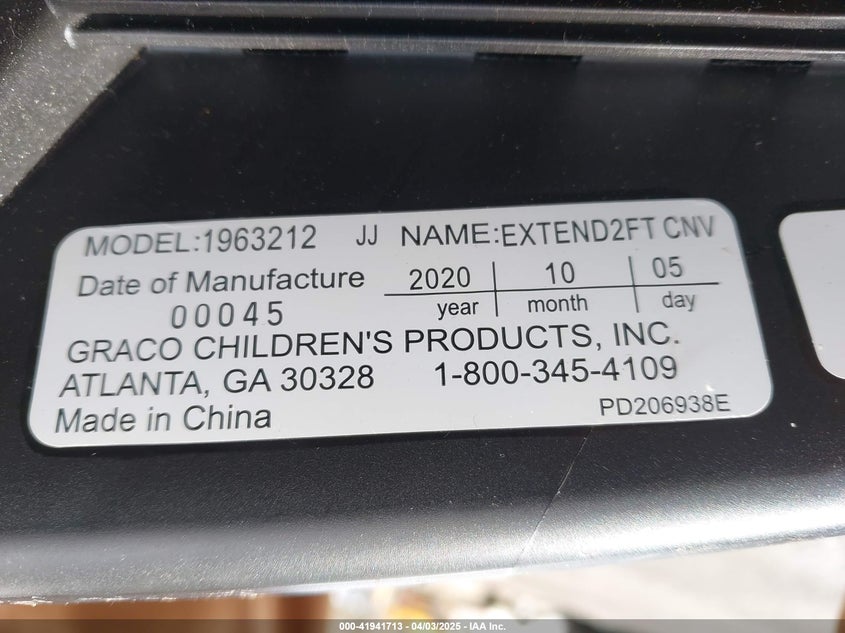 MODEL:1963212 JJ NAME:EXTEND2FT CNV
Date of Manufacture 2020 10 05
00045 year month day
GRACO CHILDREN'S PRODUCTS, INC.
ATLANTA, GA 30328 1-800-345-4109
Made in China PD206938E
000-41941713 - 04/03/2025 - IAA Inc.